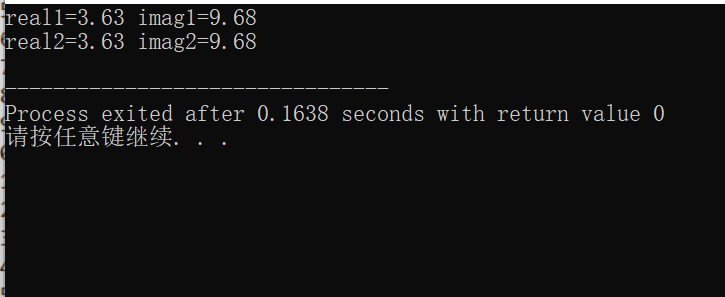 real1=3.63 imag1=9.68
real2=3.63 imag2=9.68
--------------------------------
Process exited after 0.1638 seconds with return value 0
请按任意键继续. . .